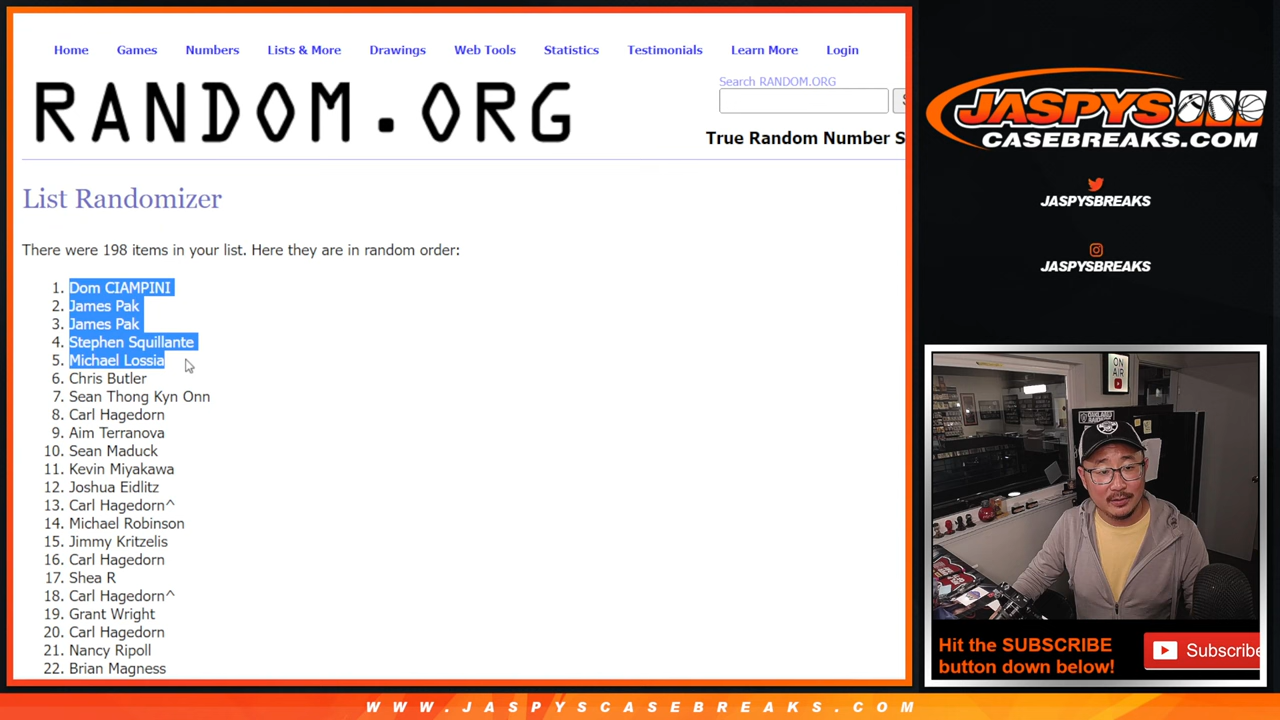 Home Games Numbers Lists & More Drawings Web Tools Statistics Testimonials Learn More Login
RANDOM.ORG
Search RANDOM.ORG
True Random Number S
List Randomizer
There were 198 items in your list. Here they are in random order:
1. Dom CIAMPINI
2. James Pak
3. James Pak
4. Stephen Squillante
5. Michael Lossia
6. Chris Butler
7. Sean Thong Kyn Onn
8. Carl Hagedorn
9. Aim Terranova
10. Sean Maduck
11. Kevin Miyakawa
12. Joshua Eidlitz
13. Carl Hagedorn^
14. Michael Robinson
15. Jimmy Kritzelis
16. Carl Hagedorn
17. Shea R
18. Carl Hagedorn^
19. Grant Wright
20. Carl Hagedorn
21. Nancy Ripoll
22. Brian Magness
JASPYS
CASEBREAKS.COM
JASPYSBREAKS
JASPYSBREAKS
ON
AIR
Hit the SUBSCRIBE
button down below!
Subscribe
WWW.JASPYSCASEBREAKS.COM